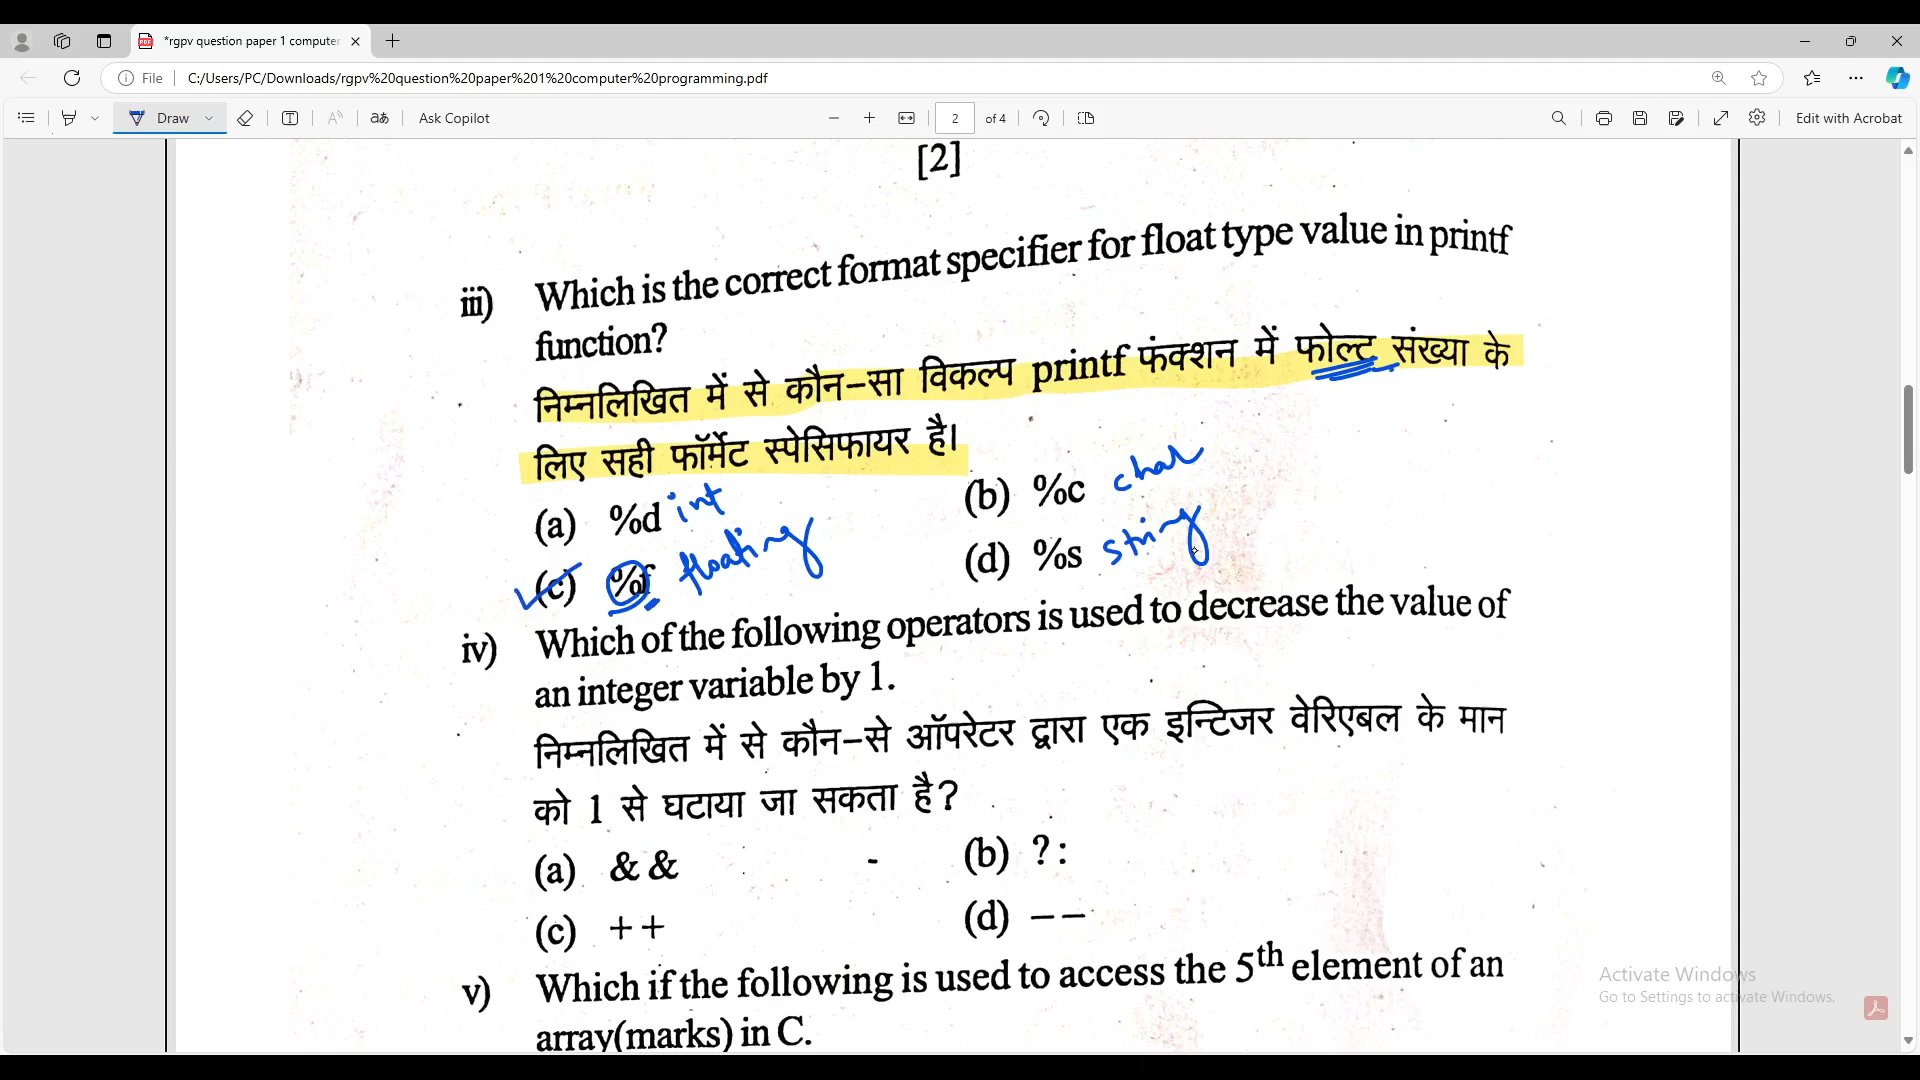 *rgpv question paper 1 computer
File
C:/Users/PC/Downloads/rgpv%20question%20paper%201%20computer%20programming.pdf
Draw
Ask Copilot
2 of 4
Edit with Acrobat
[2]
iii) Which is the correct format specifier for float type value in printf
function?
निम्नलिखित में से कौन-सा विकल्प printf फंक्शन में फोल्ट संख्या के
लिए सही फॉर्मेट स्पेसिफायर है।
(a) %d int (b) %c char
(c) %f floating (d) %s string
iv) Which of the following operators is used to decrease the value of
an integer variable by 1.
निम्नलिखित में से कौन-से ऑपरेटर द्वारा एक इन्टिजर वेरिएबल के मान
को 1 से घटाया जा सकता है?
(a) && (b) ?:
(c) ++ (d) --
v) Which if the following is used to access the 5th element of an
array(marks) in C.
Activate Windows
Go to Settings to activate Windows.